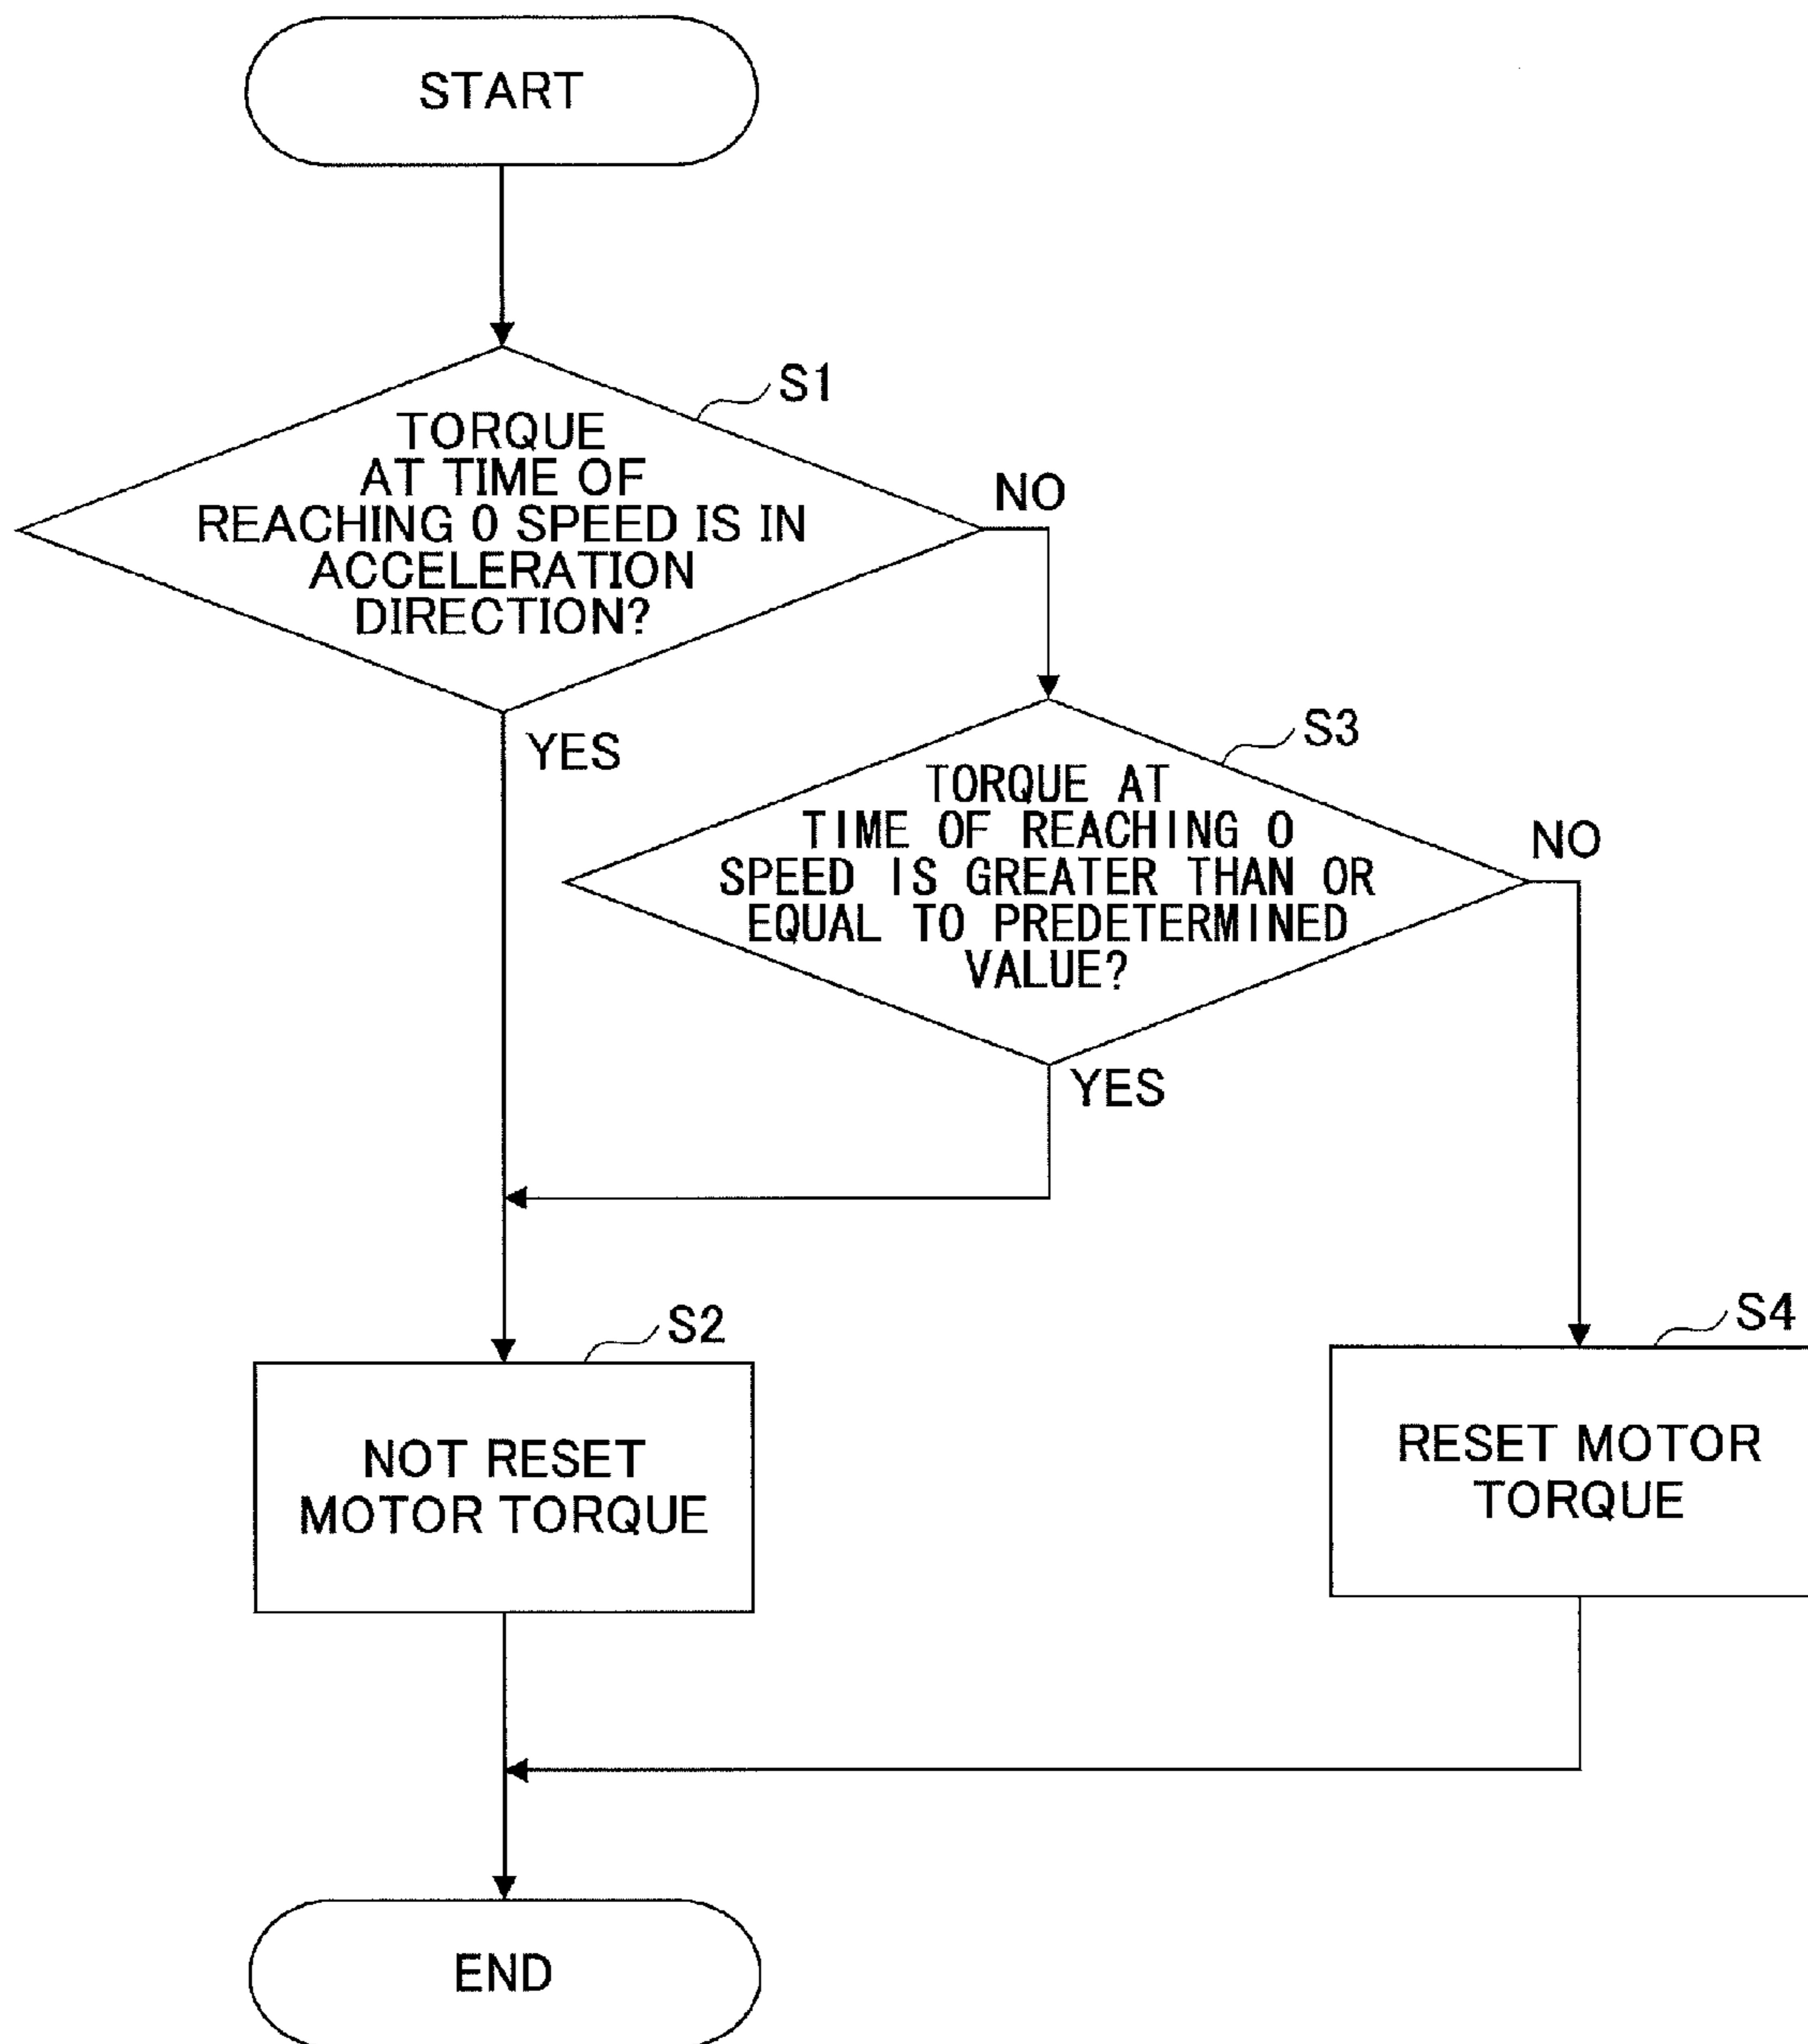 START
S1
TORQUE
AT TIME OF
REACHING 0 SPEED IS IN
ACCELERATION
DIRECTION?
NO
YES
S3
TORQUE AT
TIME OF REACHING 0
SPEED IS GREATER THAN OR
EQUAL TO PREDETERMINED
VALUE?
NO
YES
S2
NOT RESET
MOTOR TORQUE
S4
RESET MOTOR
TORQUE
END